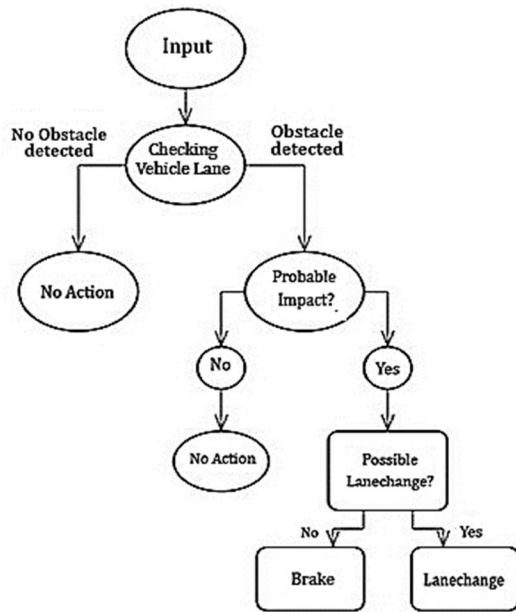 Input
No Obstacle
detected
Checking
Vehicle Lane
Obstacle
detected
No Action
Probable
Impact?
No
Yes
No Action
Possible
Lanechange?
No
Yes
Brake
Lanechange